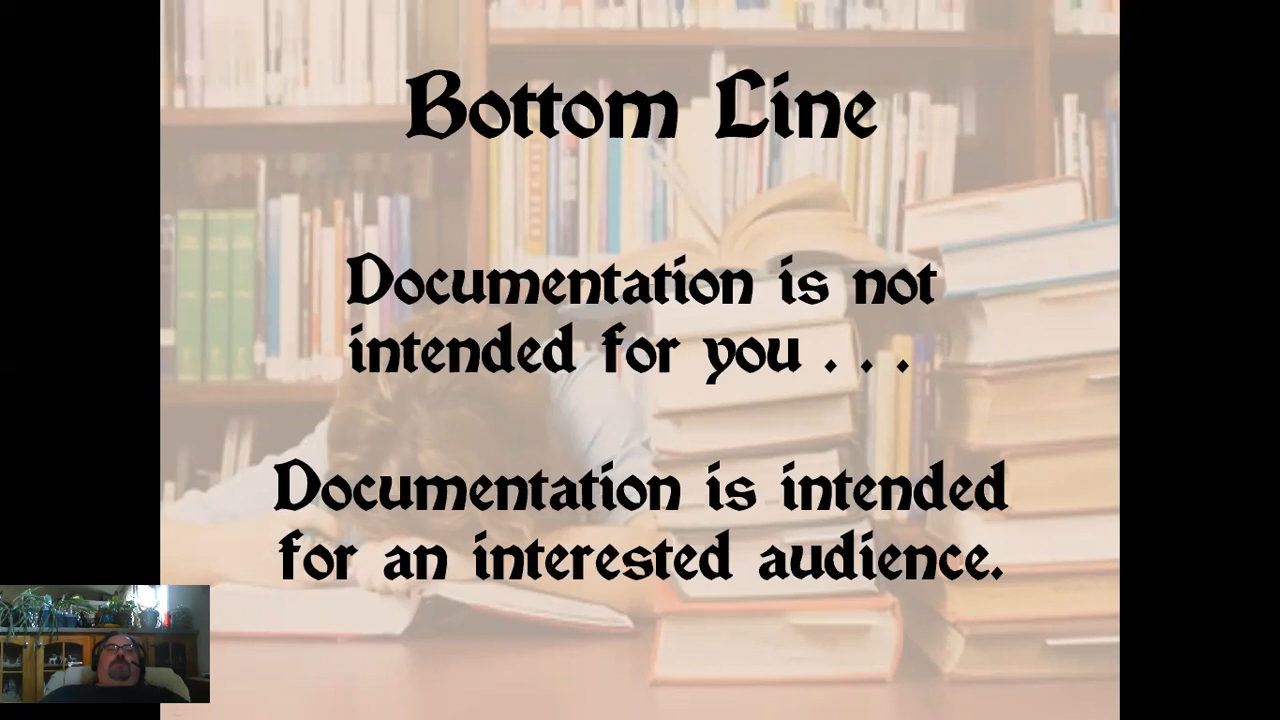 Bottom Line
Documentation is not
intended for you . . .
Documentation is intended
for an interested audience.